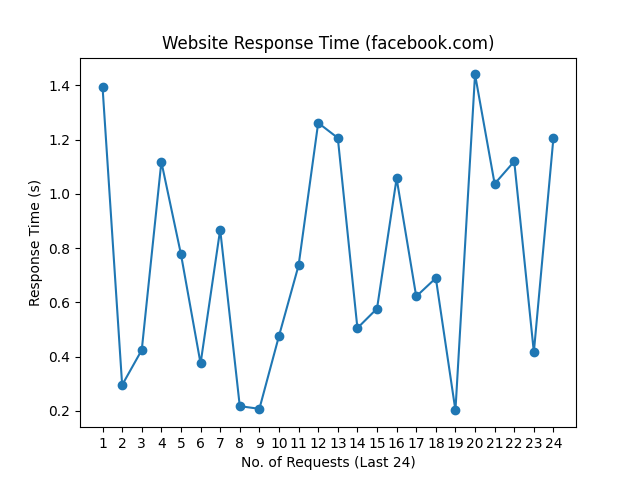 Website Response Time (facebook.com)
1.4
1.2
1.0
0.8
0.6
0.4
0.2
Response Time (s)
1 2 3 4 5 6 7 8 9 10 11 12 13 14 15 16 17 18 19 20 21 22 23 24
No. of Requests (Last 24)